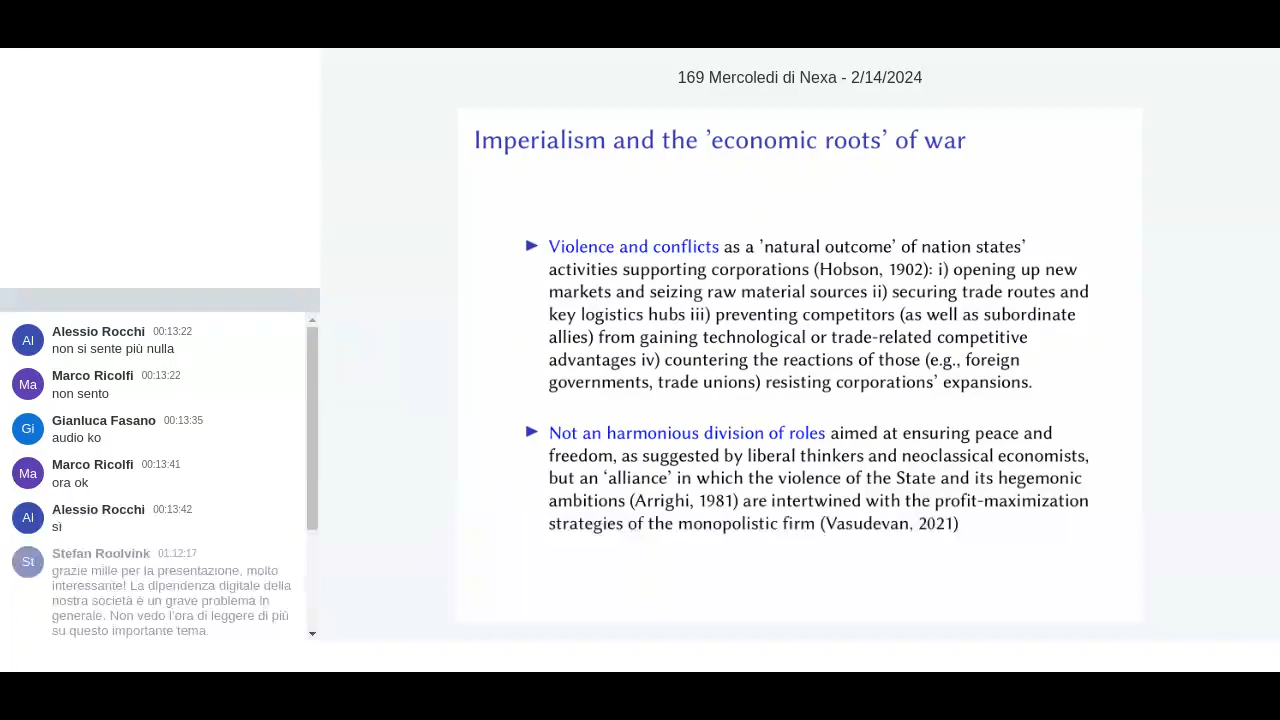 169 Mercoledi di Nexa - 2/14/2024
Imperialism and the ’economic roots’ of war
► Violence and conflicts as a ’natural outcome’ of nation states’
activities supporting corporations (Hobson, 1902): i) opening up new
markets and seizing raw material sources ii) securing trade routes and
key logistics hubs iii) preventing competitors (as well as subordinate
allies) from gaining technological or trade-related competitive
advantages iv) countering the reactions of those (e.g., foreign
governments, trade unions) resisting corporations’ expansions.
► Not an harmonious division of roles aimed at ensuring peace and
freedom, as suggested by liberal thinkers and neoclassical economists,
but an ‘alliance’ in which the violence of the State and its hegemonic
ambitions (Arrighi, 1981) are intertwined with the profit-maximization
strategies of the monopolistic firm (Vasudevan, 2021)
Al Alessio Rocchi 00:13:22
non si sente più nulla
Ma Marco Ricolfi 00:13:22
non sento
Gi Gianluca Fasano 00:13:35
audio ko
Ma Marco Ricolfi 00:13:41
ora ok
Al Alessio Rocchi 00:13:42
sì
St Stefan Roolvink 01:12:17
grazie mille per la presentazione, molto
interessante! La dipendenza digitale della
nostra società è un grave problema in
generale. Non vedo l'ora di leggere di più
su questo importante tema.